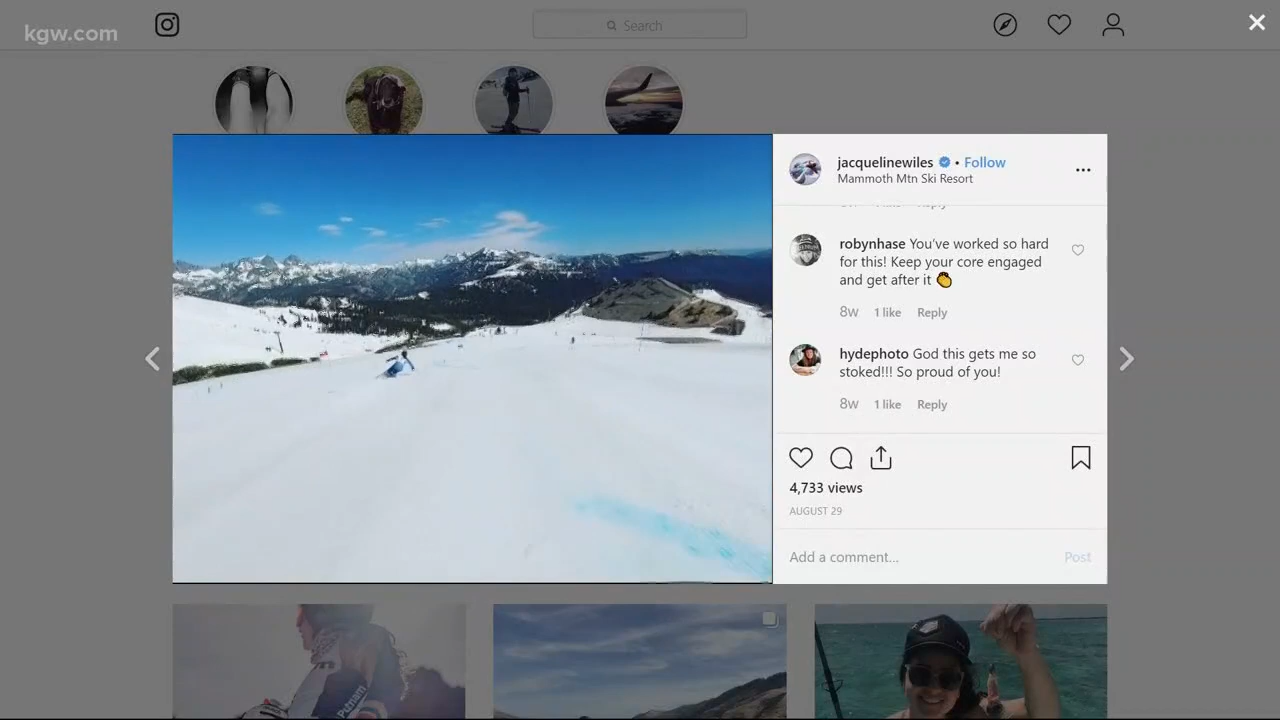 kgw.com
Search
jacquelinewiles • Follow
Mammoth Mtn Ski Resort
robynhase You've worked so hard
for this! Keep your core engaged
and get after it 👏
8w 1 like Reply
hydephoto God this gets me so
stoked!!! So proud of you!
8w 1 like Reply
4,733 views
AUGUST 29
Add a comment... Post
Putnam